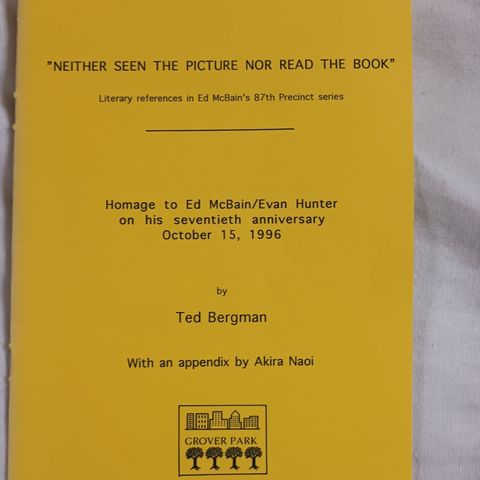 "NEITHER SEEN THE PICTURE NOR READ THE BOOK"
Literary references in Ed McBain's 87th Precinct series
Homage to Ed McBain/Evan Hunter
on his seventieth anniversary
October 15, 1996
by
Ted Bergman
With an appendix by Akira Naoi
GROVER PARK